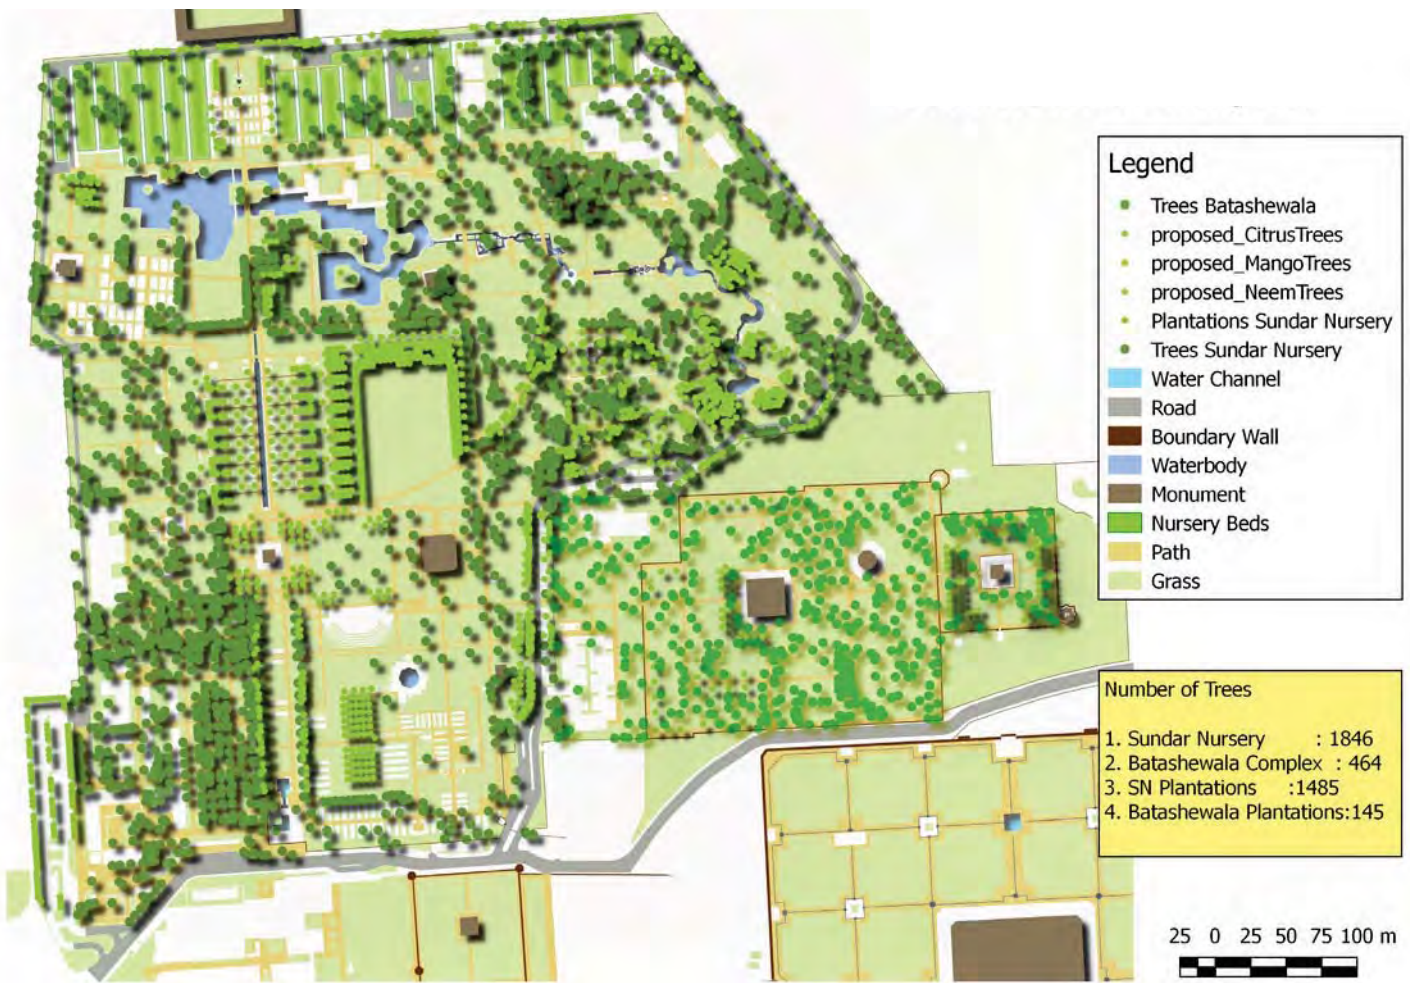 Legend
Trees Batashewala
proposed_CitrusTrees
proposed_MangoTrees
proposed_NeemTrees
Plantations Sundar Nursery
Trees Sundar Nursery
Water Channel
Road
Boundary Wall
Waterbody
Monument
Nursery Beds
Path
Grass
Number of Trees
1. Sundar Nursery : 1846
2. Batashewala Complex : 464
3. SN Plantations :1485
4. Batashewala Plantations:145
25 0 25 50 75 100 m